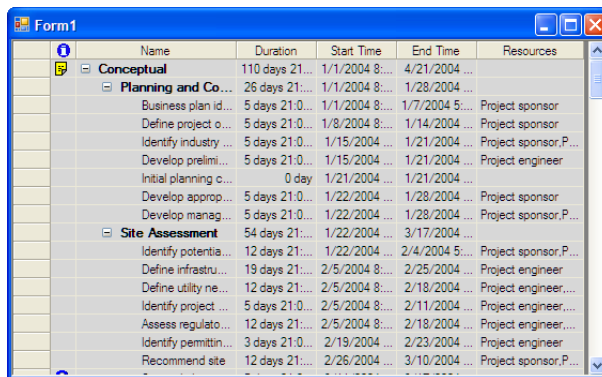 Form1
Name Duration Start Time End Time Resources
Conceptual 110 days 21... 1/1/2004 8:... 4/21/2004 ...
Planning and Co... 26 days 21:... 1/1/2004 8:... 1/28/2004 ...
Business plan id... 5 days 21:0... 1/1/2004 8:... 1/7/2004 5:... Project sponsor
Define project o... 5 days 21:0... 1/8/2004 8:... 1/14/2004 ... Project sponsor
Identify industry ... 5 days 21:0... 1/15/2004 ... 1/21/2004 ... Project sponsor,P...
Develop prelimi... 5 days 21:0... 1/15/2004 ... 1/21/2004 ... Project engineer
Initial planning c... 0 day 1/21/2004 ... 1/21/2004 ...
Develop approp... 5 days 21:0... 1/22/2004 ... 1/28/2004 ... Project sponsor
Develop manag... 5 days 21:0... 1/22/2004 ... 1/28/2004 ... Project sponsor,P...
Site Assessment 54 days 21:... 1/22/2004 ... 3/17/2004 ...
Identify potentia... 12 days 21:... 1/22/2004 ... 2/4/2004 5:... Project sponsor,P...
Define infrastru... 19 days 21:... 2/5/2004 8:... 2/25/2004 ... Project engineer
Define utility ne... 12 days 21:... 2/5/2004 8:... 2/18/2004 ... Project engineer,...
Identify project ... 5 days 21:0... 2/5/2004 8:... 2/11/2004 ... Project engineer,...
Assess regulato... 12 days 21:... 2/5/2004 8:... 2/18/2004 ... Project engineer,...
Identify permittin... 3 days 21:0... 2/19/2004 ... 2/23/2004 ... Project engineer
Recommend site 12 days 21:... 2/26/2004 ... 3/10/2004 ... Project sponsor,P...